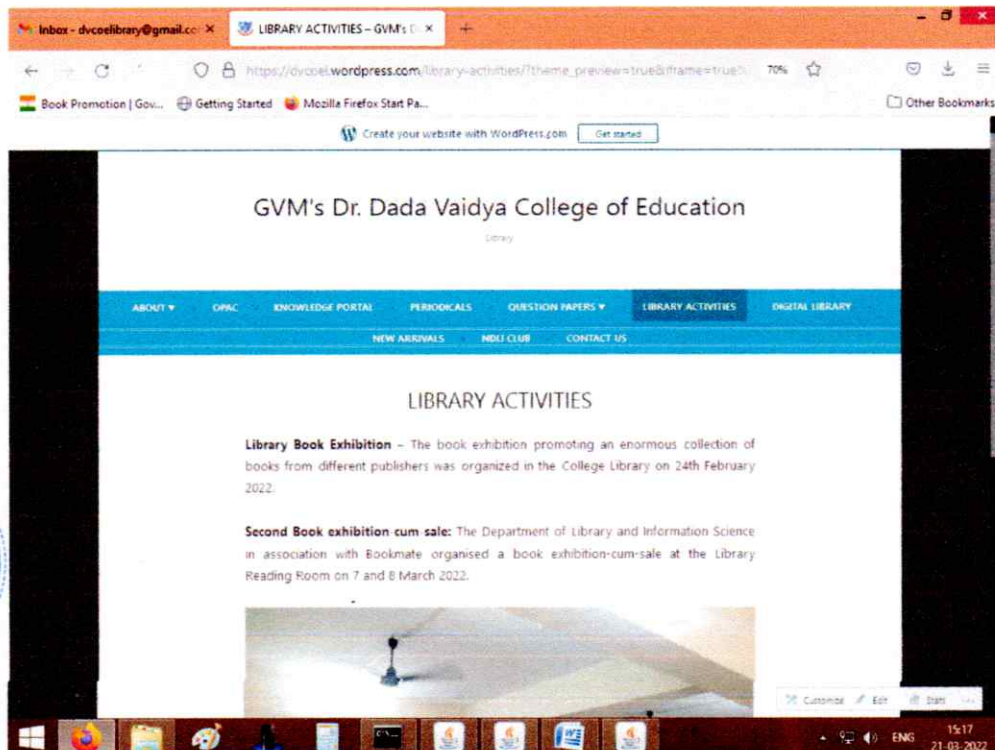 Inbox - dvcoelibrary@gmail.co ×
LIBRARY ACTIVITIES – GVM's D ×
https://dvcoel.wordpress.com/library-activities/?theme_preview=true&iframe=true& 70%
Book Promotion | Gov... Getting Started Mozilla Firefox Start Pa... Other Bookmarks
Create your website with WordPress.com Get started
GVM's Dr. Dada Vaidya College of Education
Library
ABOUT ▾ OPAC KNOWLEDGE PORTAL PERIODICALS QUESTION PAPERS ▾ LIBRARY ACTIVITIES DIGITAL LIBRARY
NEW ARRIVALS NDLI CLUB CONTACT US
LIBRARY ACTIVITIES
Library Book Exhibition – The book exhibition promoting an enormous collection of
books from different publishers was organized in the College Library on 24th February
2022.
Second Book exhibition-cum-sale: The Department of Library and Information Science
in association with Bookmate organised a book exhibition-cum-sale at the Library
Reading Room on 7 and 8 March 2022.
Customize Edit Stats ...
ENG 15:17
21-03-2022